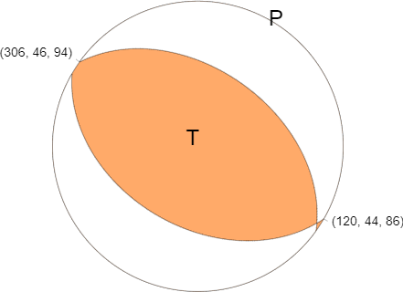 P
(306, 46, 94)
T
(120, 44, 86)